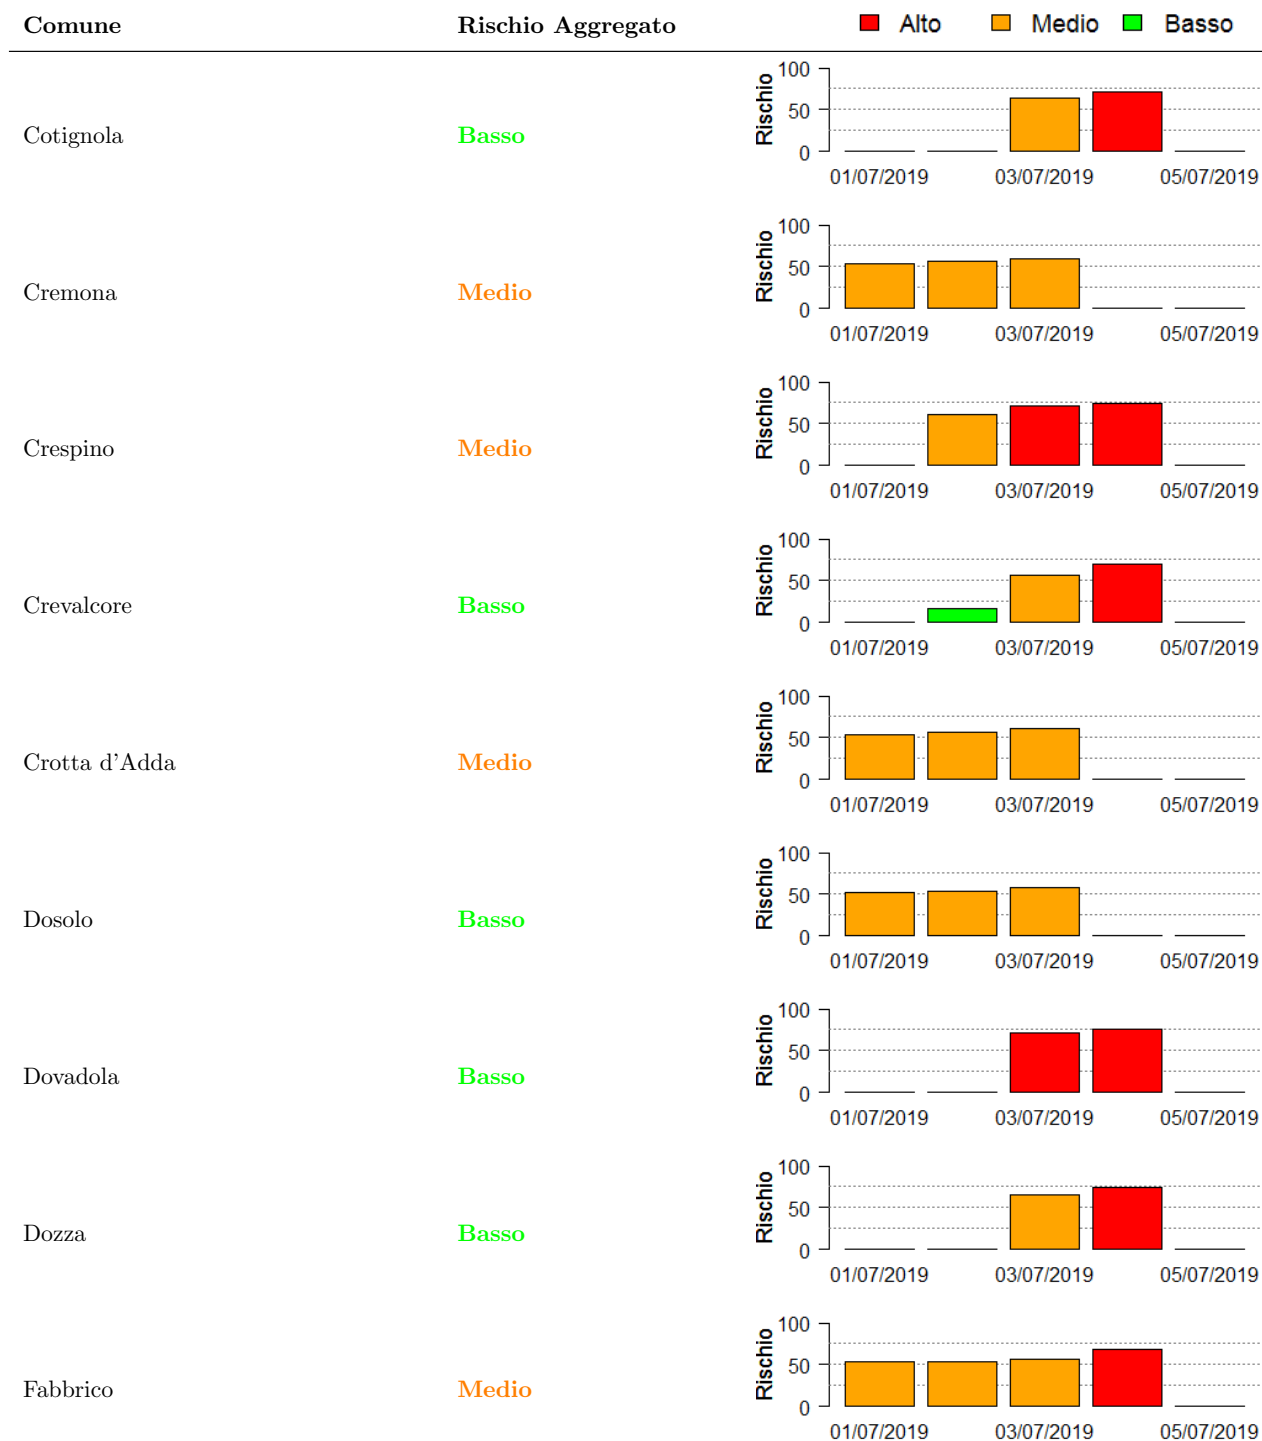 Comune Rischio Aggregato Alto Medio Basso
Cotignola Basso Rischio 100 50 0
01/07/2019 03/07/2019 05/07/2019
Cremona Medio Rischio 100 50 0
01/07/2019 03/07/2019 05/07/2019
Crespino Medio Rischio 100 50 0
01/07/2019 03/07/2019 05/07/2019
Crevalcore Basso Rischio 100 50 0
01/07/2019 03/07/2019 05/07/2019
Crotta d'Adda Medio Rischio 100 50 0
01/07/2019 03/07/2019 05/07/2019
Dosolo Basso Rischio 100 50 0
01/07/2019 03/07/2019 05/07/2019
Dovadola Basso Rischio 100 50 0
01/07/2019 03/07/2019 05/07/2019
Dozza Basso Rischio 100 50 0
01/07/2019 03/07/2019 05/07/2019
Fabbrico Medio Rischio 100 50 0
01/07/2019 03/07/2019 05/07/2019